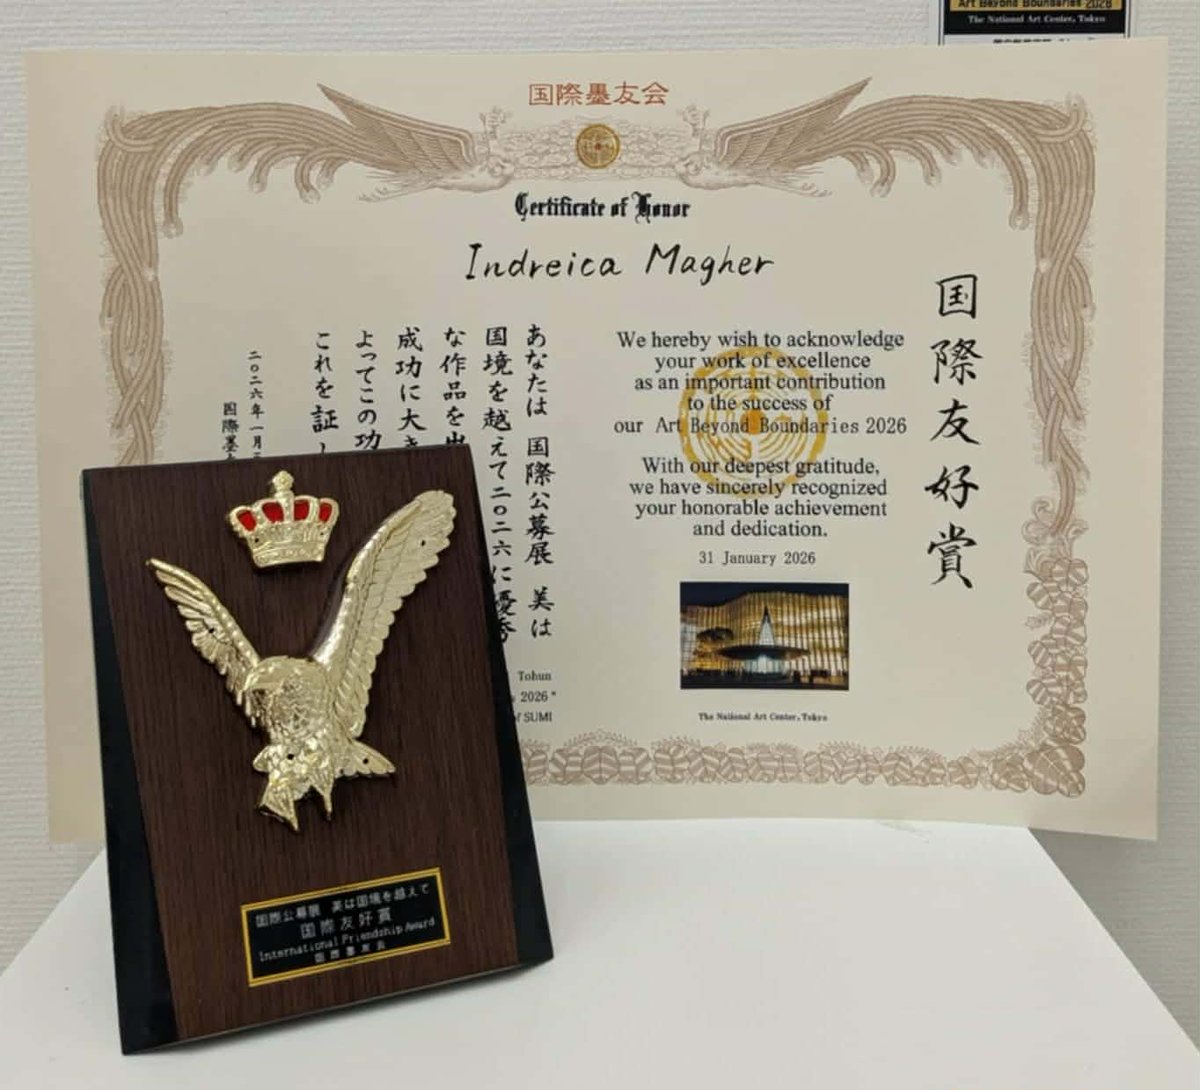 Art Beyond Boundaries 2026
The National Art Center, Tokyo
国際墨友会
Certificate of Honor
Indreica Magher
国際友好賞
We hereby wish to acknowledge
your work of excellence
as an important contribution
to the success of
our Art Beyond Boundaries 2026
With our deepest gratitude,
we have sincerely recognized
your honorable achievement
and dedication.
31 January 2026
The National Art Center, Tokyo
あなたは 国際公募展 美は
国境を越えて二〇二六に優秀
な作品を出
成功に大き
よってこの功
これを証し
二〇二六年一月三
国際墨
Tohun
2026"
of SUMI
国際公募展 美は国境を越えて
国際友好賞
International Friendship Award
国際墨友会